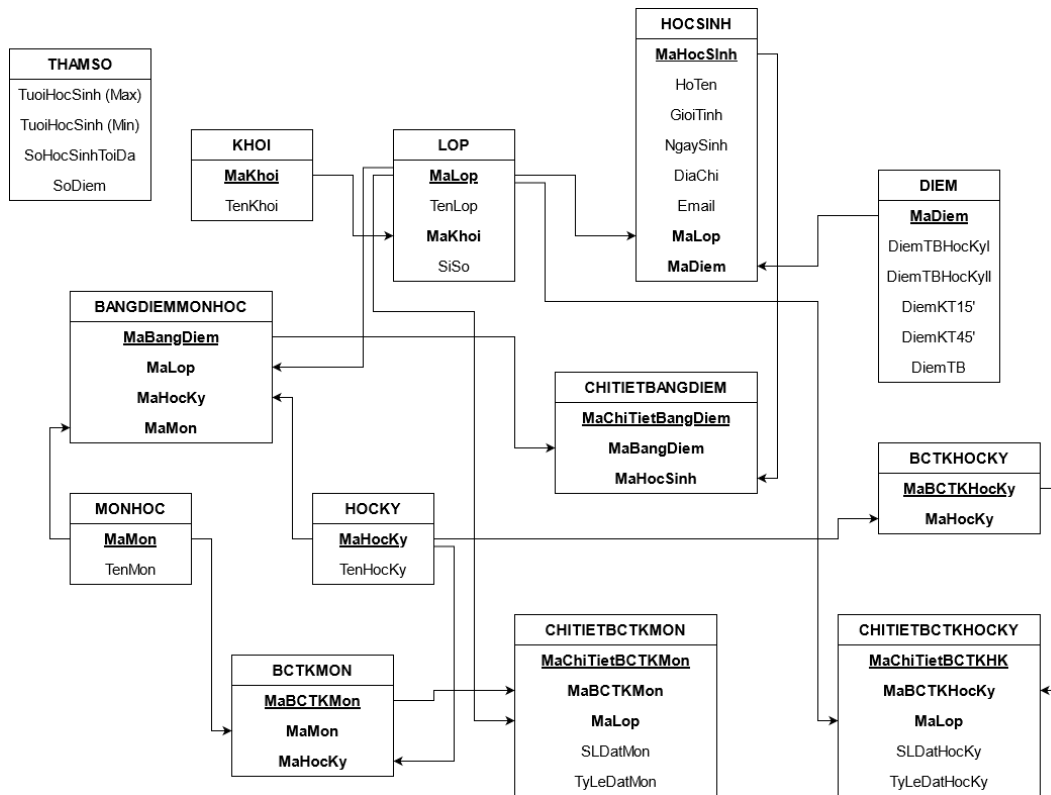 THAMSO
TuoiHocSinh (Max)
TuoiHocSinh (Min)
SoHocSinhToiDa
SoDiem
KHOI
MaKhoi
TenKhoi
LOP
MaLop
TenLop
MaKhoi
SiSo
HOCSINH
MaHocSInh
HoTen
GioiTinh
NgaySinh
DiaChi
Email
MaLop
MaDiem
DIEM
MaDiem
DiemTBHocKyI
DiemTBHocKyII
DiemKT15'
DiemKT45'
DiemTB
BANGDIEMMONHOC
MaBangDiem
MaLop
MaHocKy
MaMon
CHITIETBANGDIEM
MaChiTietBangDiem
MaBangDiem
MaHocSinh
BCTKHOCKY
MaBCTKHocKy
MaHocKy
MONHOC
MaMon
TenMon
HOCKY
MaHocKy
TenHocKy
BCTKMON
MaBCTKMon
MaMon
MaHocKy
CHITIETBCTKMON
MaChiTietBCTKMon
MaBCTKMon
MaLop
SLDatMon
TyLeDatMon
CHITIETBCTKHOCKY
MaChiTietBCTKHK
MaBCTKHocKy
MaLop
SLDatHocKy
TyLeDatHocKy